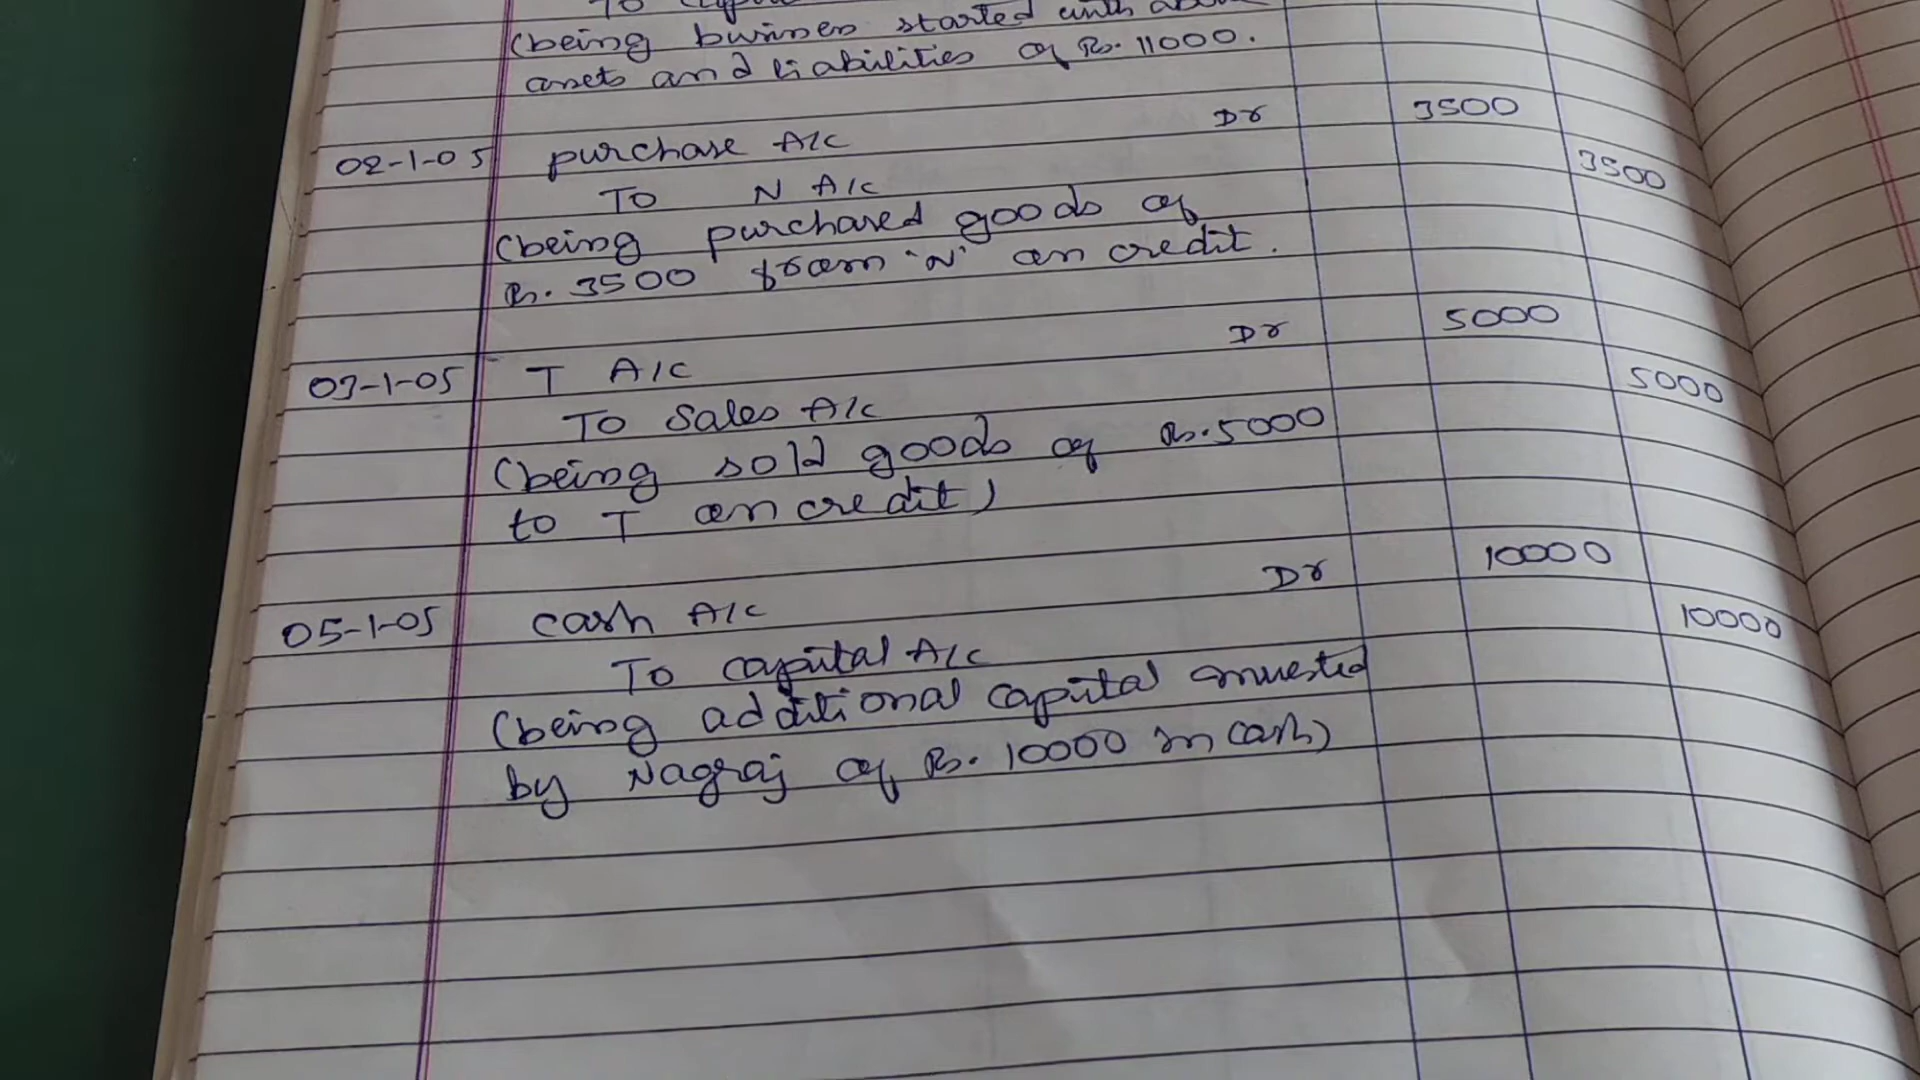 To
(being business started with
assets and liabilities of Rs. 11000.
02-1-05 purchase A/c Dr 3500
To N A/c 3500
(being purchased goods of
Rs. 3500 from 'N' on credit.
03-1-05 T A/c Dr 5000
To Sales A/c 5000
(being sold goods of Rs. 5000
to T on credit)
05-1-05 cash A/c Dr 10000
To capital A/c 10000
(being additional capital invested
by Nagraj of Rs. 10000 in cash)